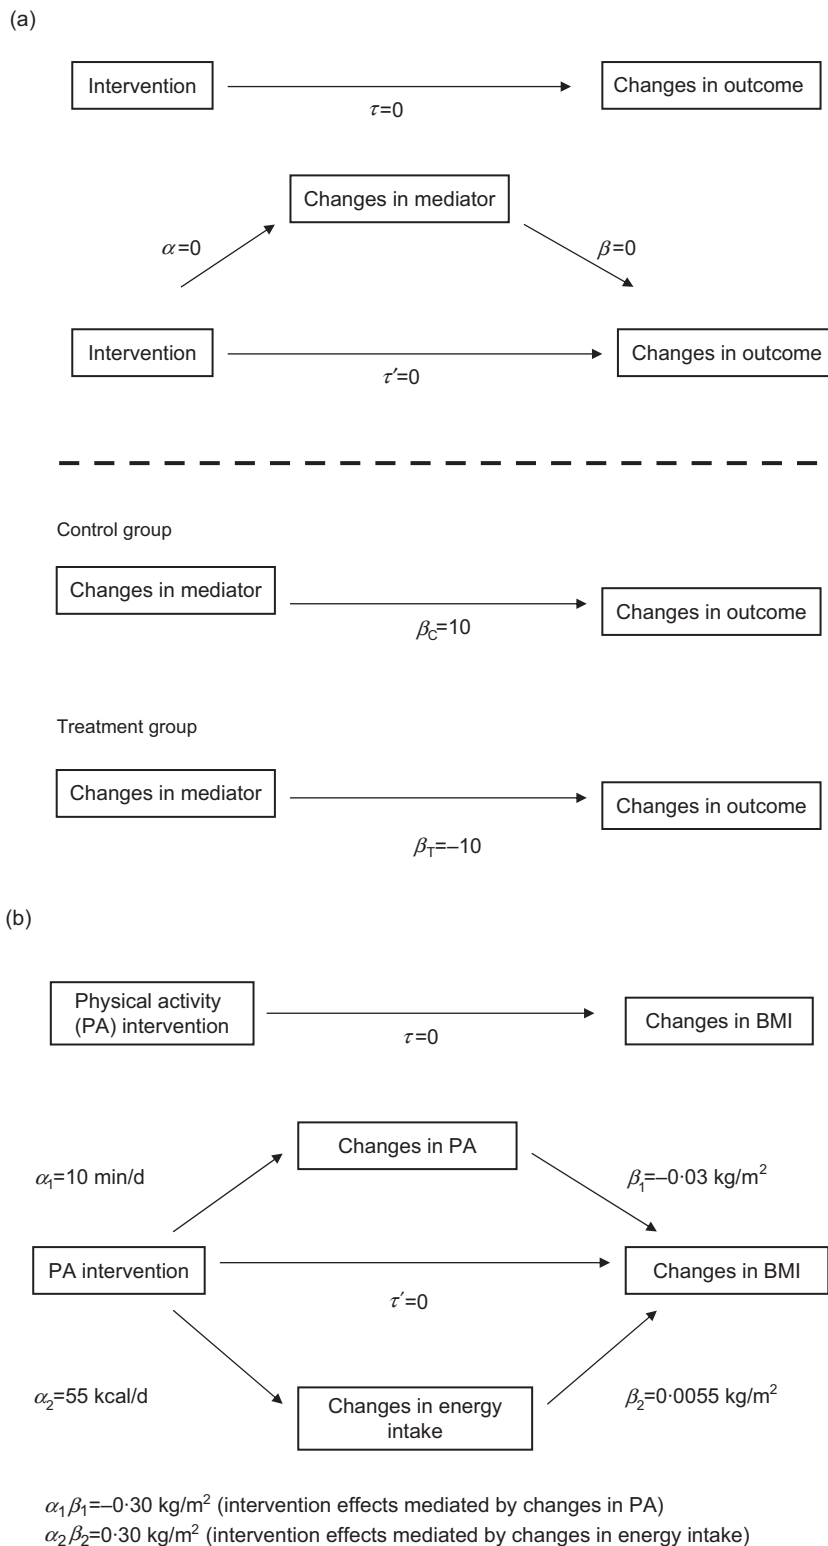 (a)
Intervention
Changes in outcome
τ=0
Changes in mediator
α=0
β=0
Intervention
Changes in outcome
τ′=0
Control group
Changes in mediator
Changes in outcome
βC=10
Treatment group
Changes in mediator
Changes in outcome
βT=–10
(b)
Physical activity
(PA) intervention
Changes in BMI
τ=0
Changes in PA
α1=10 min/d
β1=–0·03 kg/m²
PA intervention
Changes in BMI
τ′=0
α2=55 kcal/d
Changes in energy
intake
β2=0·0055 kg/m²
α1β1=–0·30 kg/m² (intervention effects mediated by changes in PA)
α2β2=0·30 kg/m² (intervention effects mediated by changes in energy intake)